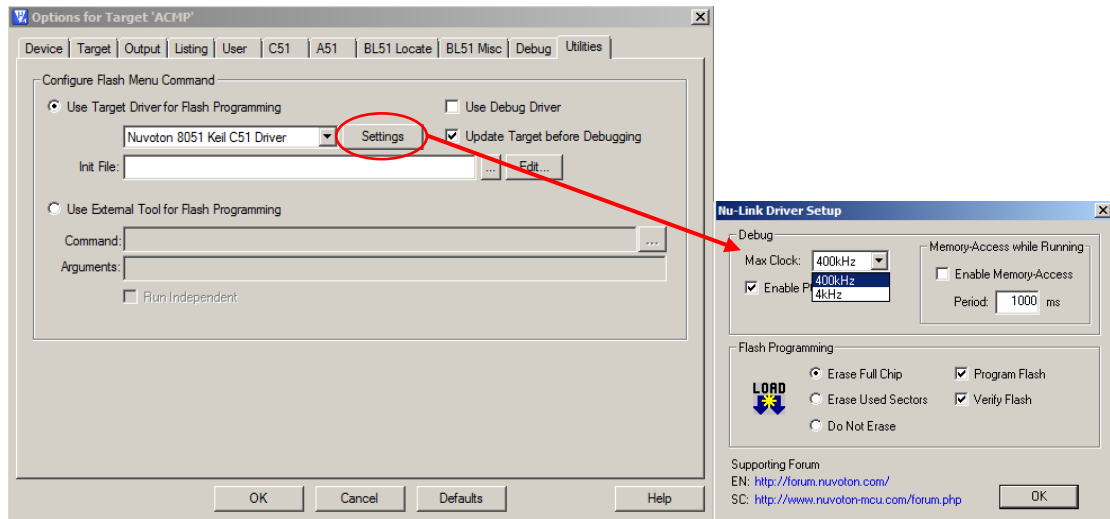 Options for Target 'ACMP'
Device Target Output Listing User C51 A51 BL51 Locate BL51 Misc Debug Utilities
Configure Flash Menu Command
Use Target Driver for Flash Programming
Use Debug Driver
Nuvoton 8051 Keil C51 Driver
Settings
Update Target before Debugging
Init File:
...
Edit...
Use External Tool for Flash Programming
Command:
...
Arguments:
Run Independent
OK
Cancel
Defaults
Help
Nu-Link Driver Setup
Debug
Max Clock: 400kHz
400kHz
4kHz
Enable
Memory-Access while Running
Enable Memory-Access
Period: 1000 ms
Flash Programming
LOAD
Erase Full Chip
Erase Used Sectors
Do Not Erase
Program Flash
Verify Flash
Supporting Forum
EN: http://forum.nuvoton.com/
SC: http://www.nuvoton-mcu.com/forum.php
OK